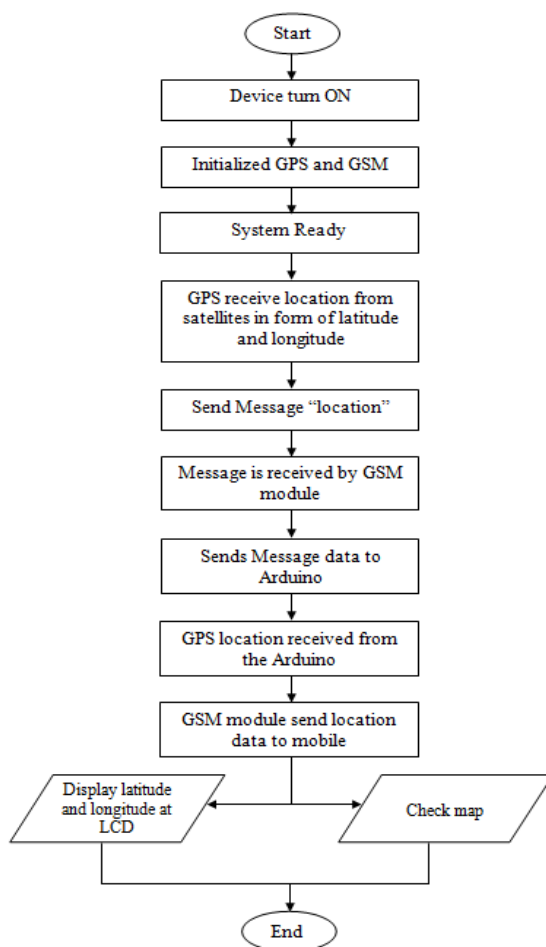 Start
Device turn ON
Initialized GPS and GSM
System Ready
GPS receive location from
satellites in form of latitude
and longitude
Send Message “location”
Message is received by GSM
module
Sends Message data to
Arduino
GPS location received from
the Arduino
GSM module send location
data to mobile
Display latitude
and longitude at
LCD
Check map
End